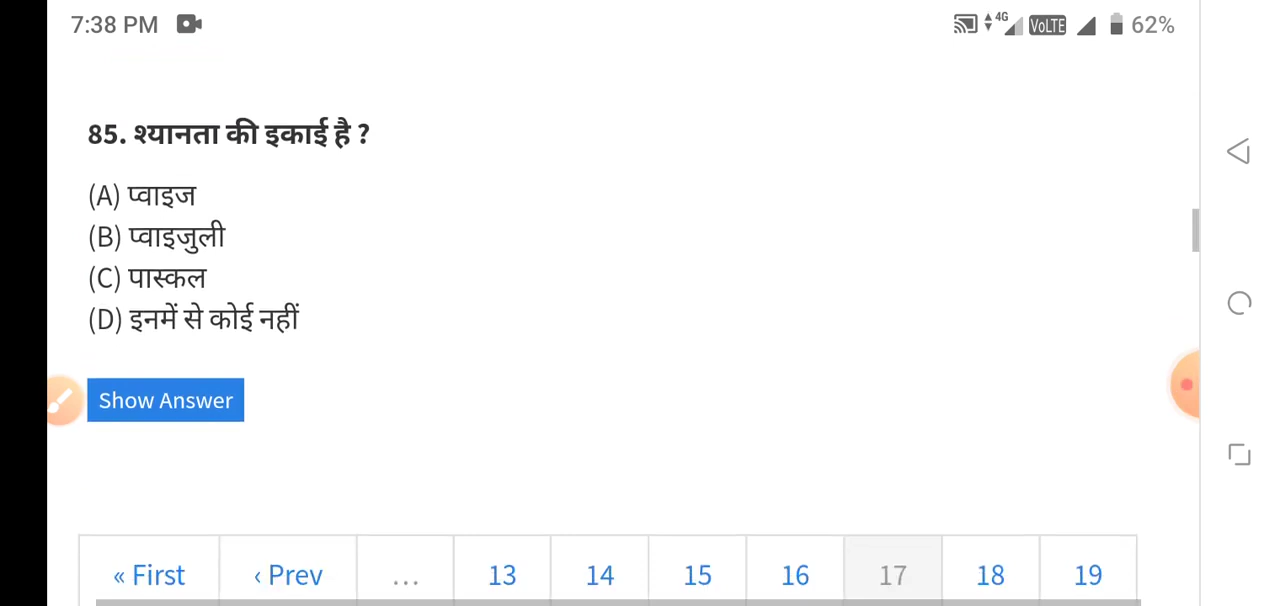 7:38 PM 4G VoLTE 62%
85. श्यानता की इकाई है ?
(A) प्वाइज
(B) प्वाइजुली
(C) पास्कल
(D) इनमें से कोई नहीं
Show Answer
« First ‹ Prev ... 13 14 15 16 17 18 19